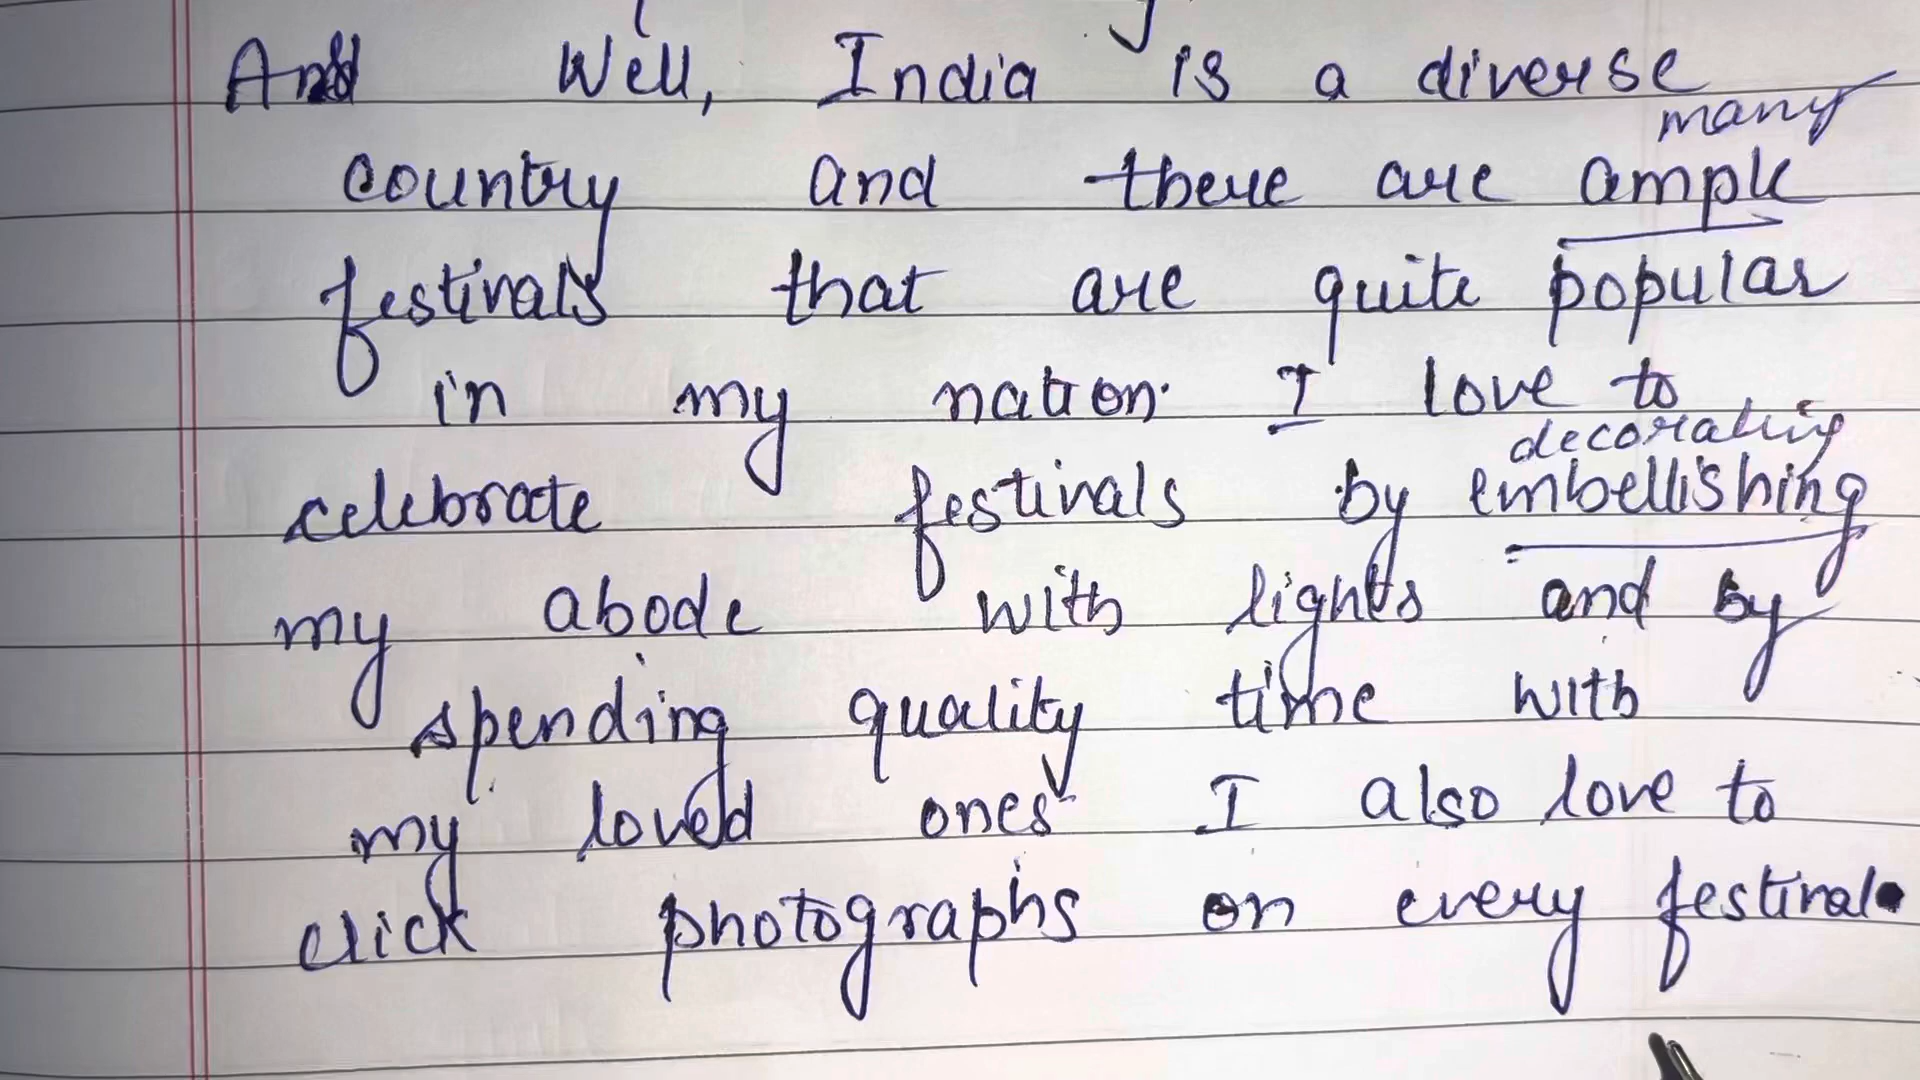 And Well, India is a diverse
many
country and there are ample
festivals that are quite popular
in my nation. I love to
decorating
celebrate festivals by embellishing
my abode with lights and by
spending quality time with
my loved ones. I also love to
click photographs on every festival.